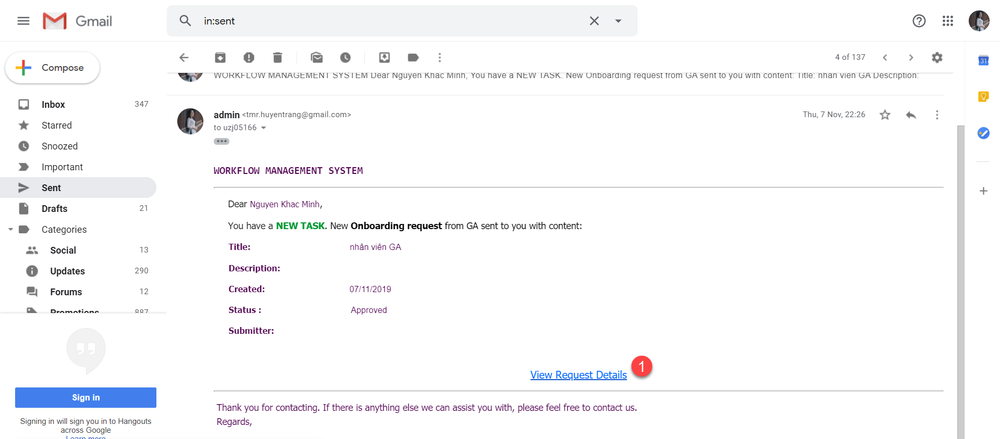 Gmail
in:sent
Compose
4 of 137
31
WORKFLOW MANAGEMENT SYSTEM Dear Nguyen Khac Minh, You have a NEW TASK. New Onboarding request from GA sent to you with content: Title: nhân viên GA Description:
Inbox 347
Starred
Snoozed
Important
Sent
Drafts 21
Categories
Social 13
Updates 290
Forums 12
Promotions 887
Sign in
Signing in will sign you in to Hangouts
across Google
Learn more
admin <tmr.huyentrang@gmail.com>
Thu, 7 Nov, 22:26
to uzj05166
WORKFLOW MANAGEMENT SYSTEM
Dear Nguyen Khac Minh,
You have a NEW TASK. New Onboarding request from GA sent to you with content:
Title: nhân viên GA
Description:
Created: 07/11/2019
Status : Approved
Submitter:
View Request Details 1
Thank you for contacting. If there is anything else we can assist you with, please feel free to contact us.
Regards,